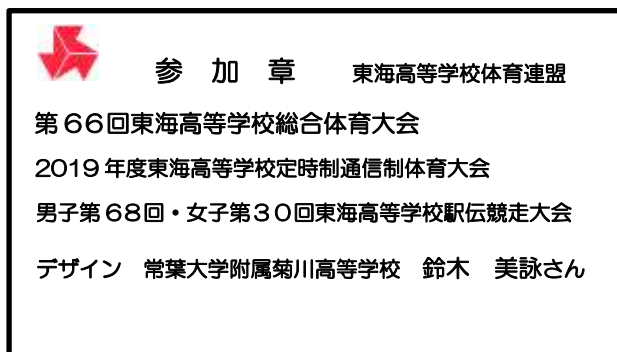 参 加 章 東海高等学校体育連盟
第66回東海高等学校総合体育大会
2019年度東海高等学校定時制通信制体育大会
男子第68回・女子第30回東海高等学校駅伝競走大会
デザイン 常葉大学附属菊川高等学校 鈴木 美詠さん